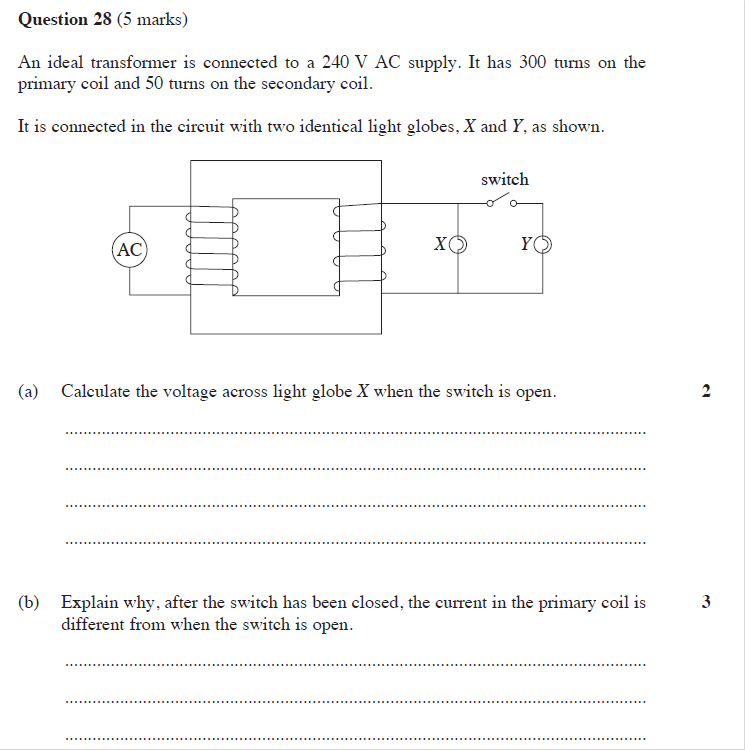 Question 28 (5 marks)
An ideal transformer is connected to a 240 V AC supply. It has 300 turns on the
primary coil and 50 turns on the secondary coil.
It is connected in the circuit with two identical light globes, X and Y, as shown.
switch
AC
X
Y
(a) Calculate the voltage across light globe X when the switch is open. 2
(b) Explain why, after the switch has been closed, the current in the primary coil is 3
different from when the switch is open.